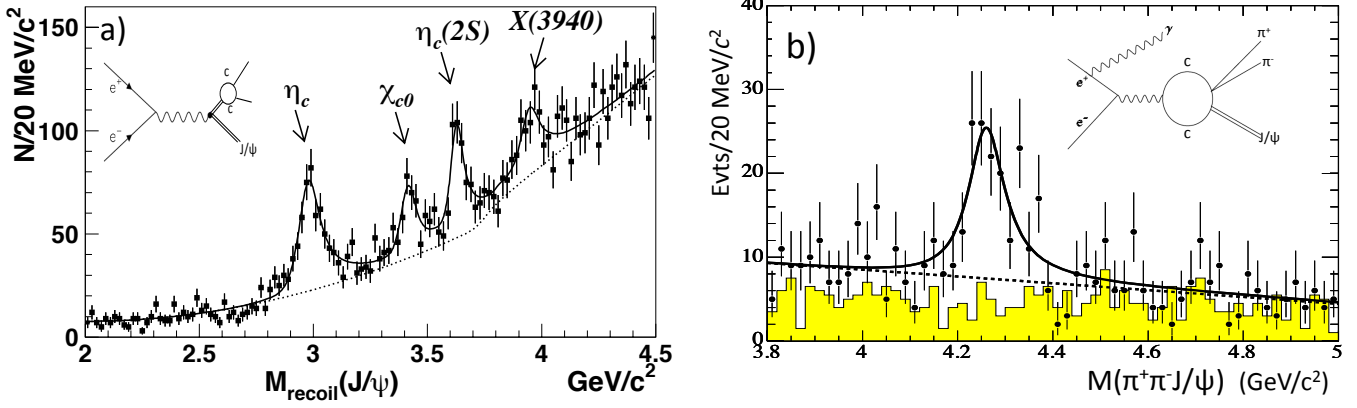 a)
η_c
χ_c0
η_c(2S)
X(3940)
e⁺
e⁻
c
c
J/ψ
N/20 MeV/c²
150
100
50
0
2
2.5
3
3.5
4
4.5
M_recoil(J/ψ)
GeV/c²
b)
γ
e⁺
e⁻
c
c
π⁺
π⁻
J/ψ
Evts/20 MeV/c²
40
30
20
10
0
3.8
4
4.2
4.4
4.6
4.8
5
M(π⁺π⁻J/ψ) (GeV/c²)